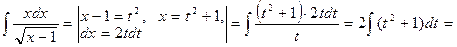 ∫ xdx / √(x−1) = | x−1 = t², x = t² + 1, dx = 2tdt | = ∫ (t² + 1)·2tdt / t = 2∫ (t² + 1)dt =